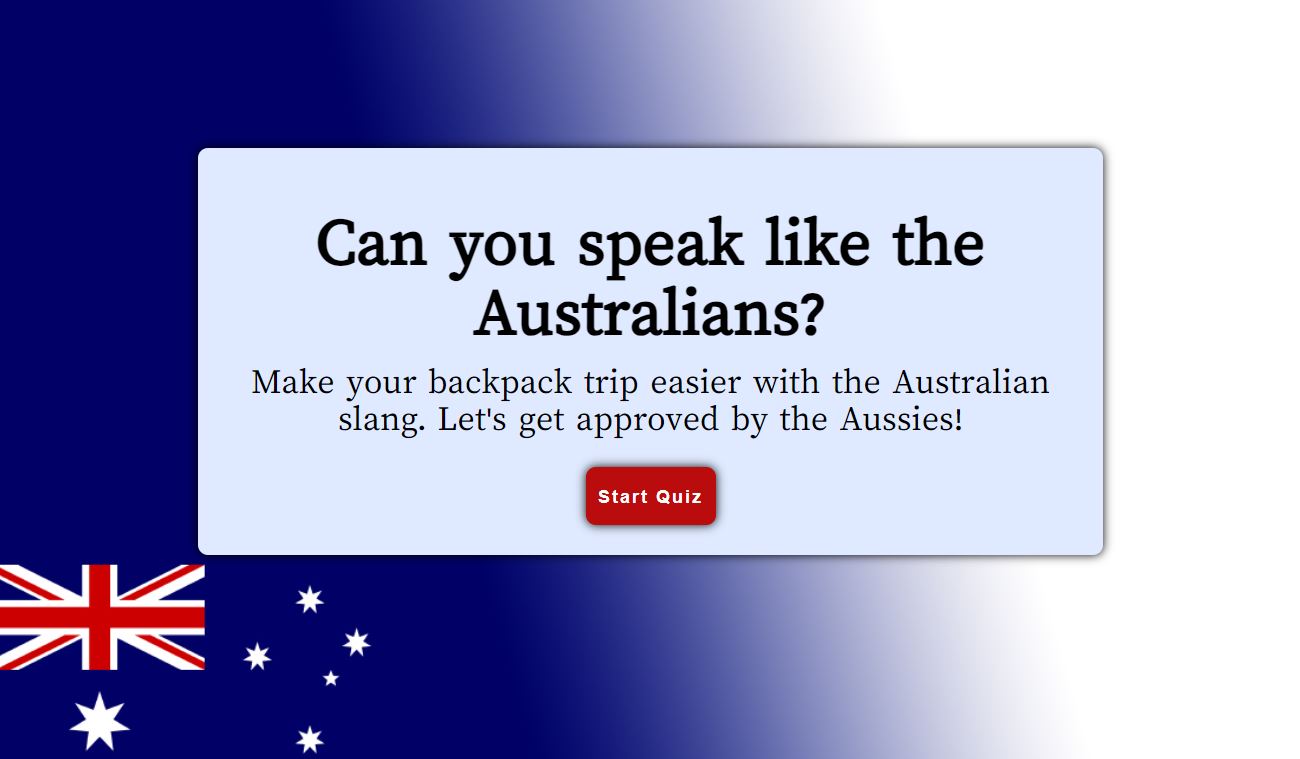 Can you speak like the
Australians?
Make your backpack trip easier with the Australian
slang. Let's get approved by the Aussies!
Start Quiz